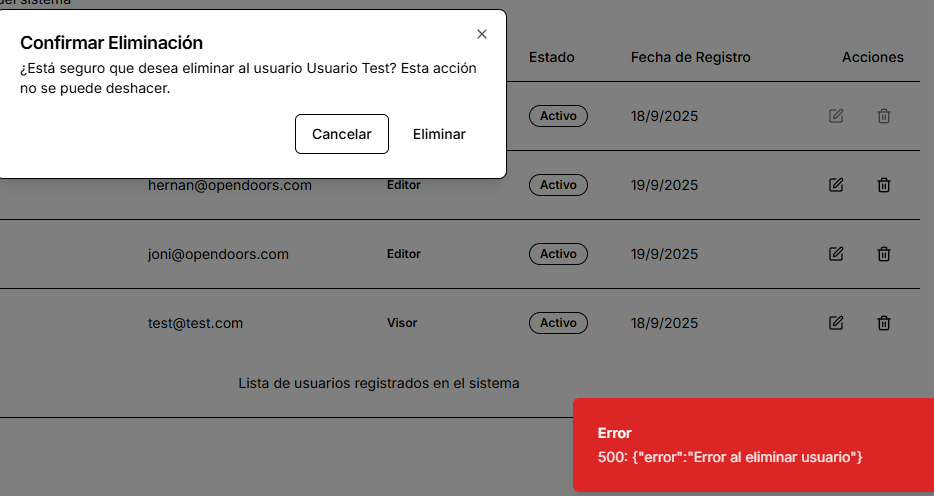 del sistema
Confirmar Eliminación
¿Está seguro que desea eliminar al usuario Usuario Test? Esta acción
no se puede deshacer.
Cancelar Eliminar
Estado Fecha de Registro Acciones
Activo 18/9/2025
hernan@opendoors.com Editor Activo 19/9/2025
joni@opendoors.com Editor Activo 19/9/2025
test@test.com Visor Activo 18/9/2025
Lista de usuarios registrados en el sistema
Error
500: {"error":"Error al eliminar usuario"}